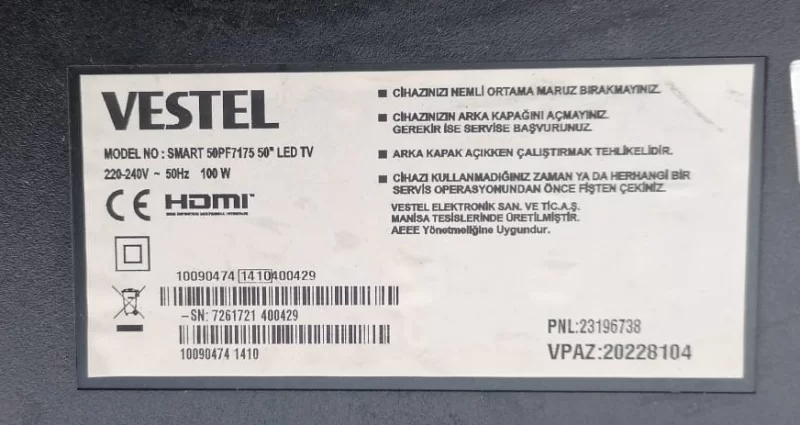 VESTEL
MODEL NO : SMART 50PF7175 50" LED TV
220-240V ~ 50Hz 100 W
CE HDMI
10090474 1410400429
-SN: 7261721 400429
10090474 1410
■ CİHAZINIZI NEMLİ ORTAMA MARUZ BIRAKMAYINIZ.
■ CİHAZINIZIN ARKA KAPAĞINI AÇMAYINIZ.
GEREKİR İSE SERVİSE BAŞVURUNUZ.
■ ARKA KAPAK AÇIKKEN ÇALIŞTIRMAK TEHLİKELİDİR.
■ CİHAZI KULLANMADIĞINIZ ZAMAN YA DA HERHANGİ BİR
SERVİS OPERASYONUNDAN ÖNCE FİŞTEN ÇEKİNİZ.
VESTEL ELEKTRONİK SAN. VE TİC.A.Ş.
MANİSA TESİSLERİNDE ÜRETİLMİŞTİR.
AEEE Yönetmeliğine Uygundur.
PNL:23196738
VPAZ:20228104